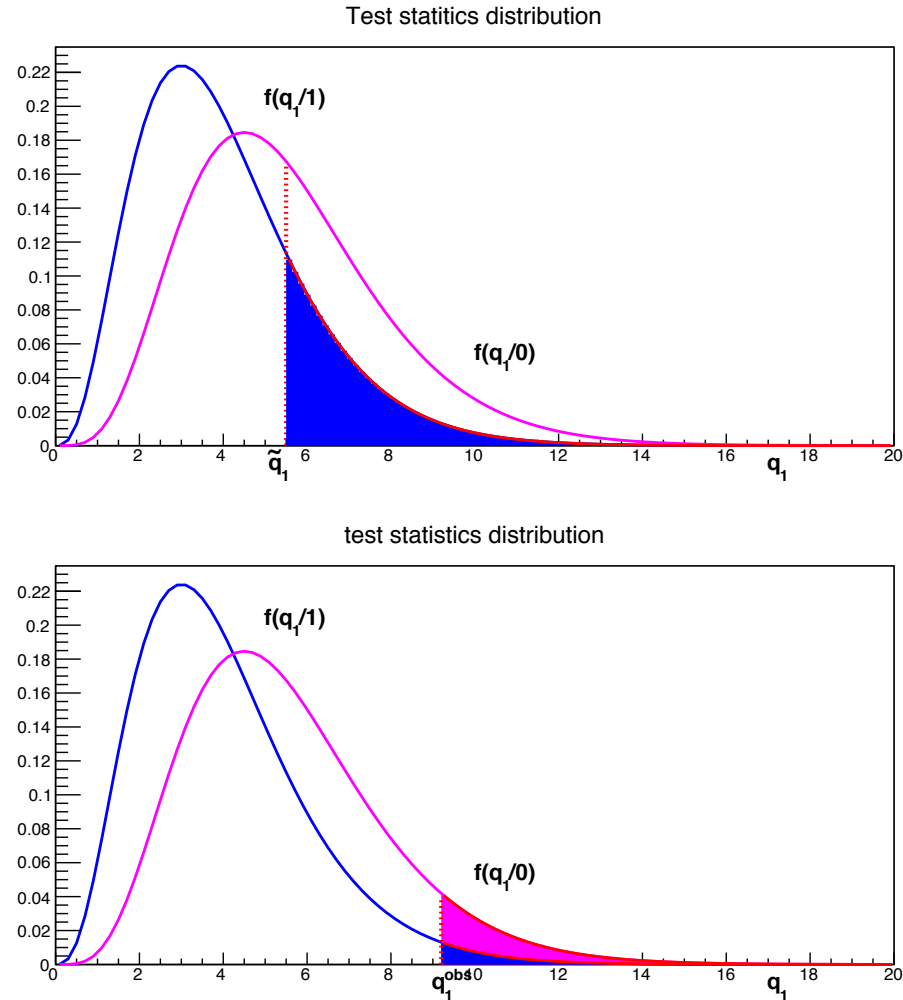 Test statitics distribution
f(q1/1)
f(q1/0)
0.22
0.2
0.18
0.16
0.14
0.12
0.1
0.08
0.06
0.04
0.02
0
0 2 4 6 8 10 12 14 16 18 20
q̃1 q1
test statistics distribution
f(q1/1)
f(q1/0)
0.22
0.2
0.18
0.16
0.14
0.12
0.1
0.08
0.06
0.04
0.02
0
0 2 4 6 8 10 12 14 16 18 20
q1obs q1